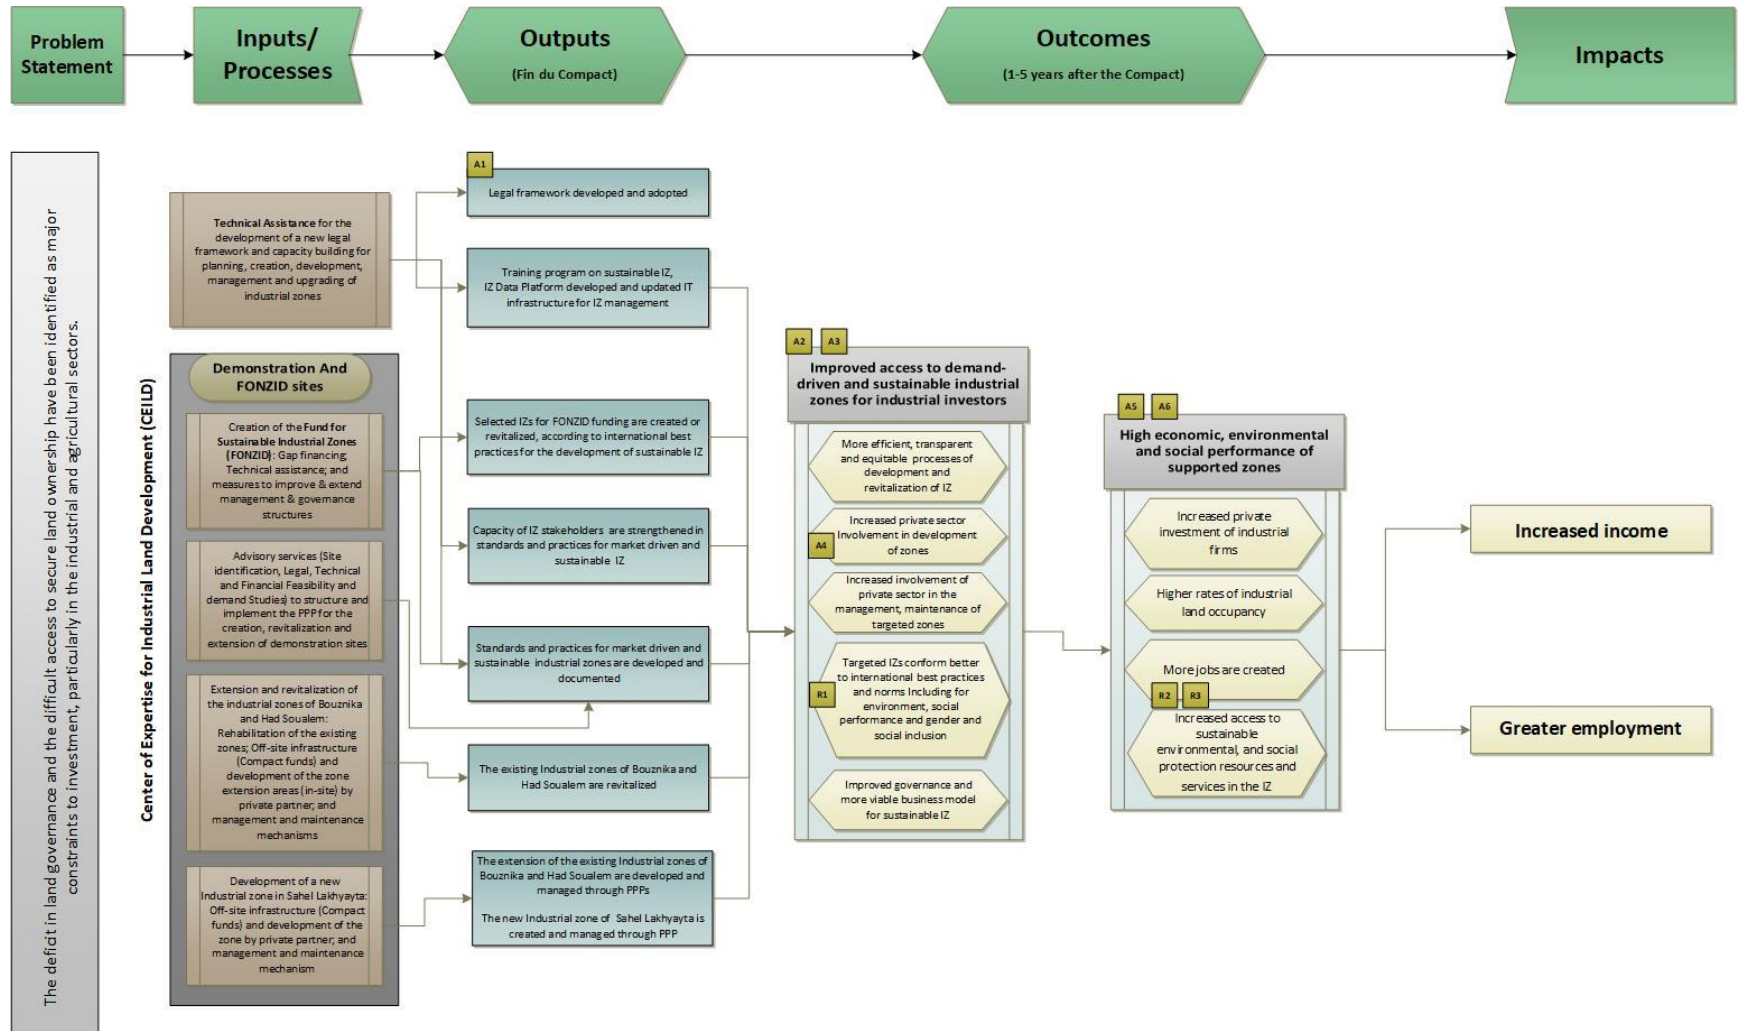 Problem
Statement
Inputs/
Processes
Outputs
(Fin du Compact)
Outcomes
(1-5 years after the Compact)
Impacts
The deficit in land governance and the difficult access to secure land ownership have been identified as major
constraints to investment, particularly in the industrial and agricultural sectors.
Technical Assistance for the
development of a new legal
framework and capacity building for
planning, creation, development,
management and upgrading of
industrial zones
Center of Expertise for Industrial Land Development (CEILD)
Demonstration And
FONZID sites
Creation of the Fund for
Sustainable Industrial Zones
(FONZID): Gap financing;
Technical assistance; and
measures to improve & extend
management & governance
structures
Advisory services (Site
identification, Legal, Technical
and Financial Feasibility and
demand Studies) to structure and
implement the PPP for the
creation, revitalization and
extension of demonstration sites
Extension and revitalization of
the industrial zones of Bouznika
and Had Soualem:
Rehabilitation of the existing
zones; Off-site infrastructure
(Compact funds) and
development of the zone
extension areas (in-site) by
private partner; and
management and maintenance
mechanisms
Development of a new
Industrial zone in Sahel Lakhyayta:
Off-site infrastructure (Compact
funds) and development of the
zone by private partner; and
management and maintenance
mechanism
A1
Legal framework developed and adopted
Training program on sustainable IZ,
IZ Data Platform developed and updated IT
infrastructure for IZ management
Selected IZs for FONZID funding are created or
revitalized, according to international best
practices for the development of sustainable IZ
Capacity of IZ stakeholders are strengthened in
standards and practices for market driven and
sustainable IZ
Standards and practices for market driven and
sustainable industrial zones are developed and
documented
The existing Industrial zones of Bouznika and
Had Soualem are revitalized
The extension of the existing Industrial zones of
Bouznika and Had Soualem are developed and
managed through PPPs
The new Industrial zone of Sahel Lakhyayta is
created and managed through PPP
A2 A3
Improved access to demand-
driven and sustainable industrial
zones for industrial investors
More efficient, transparent
and equitable processes of
development and
revitalization of IZ
Increased private sector
Involvement in development
of zones
A4
Increased involvement of
private sector in the
management, maintenance of
targeted zones
Targeted IZs conform better
to international best practices
and norms Including for
environment, social
performance and gender and
social inclusion
R1
Improved governance and
more viable business model
for sustainable IZ
A5 A6
High economic, environmental
and social performance of
supported zones
Increased private
investment of industrial
firms
Higher rates of industrial
land occupancy
More jobs are created
R2 R3
Increased access to
sustainable
environmental, and social
protection resources and
services in the IZ
Increased income
Greater employment